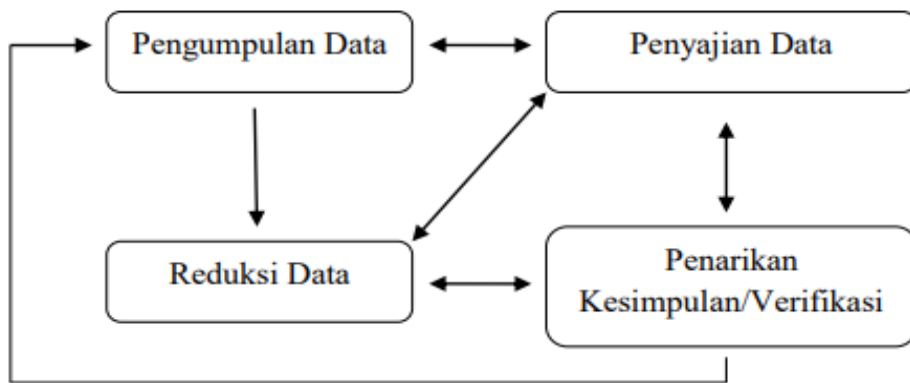 Pengumpulan Data
Penyajian Data
Reduksi Data
Penarikan
Kesimpulan/Verifikasi